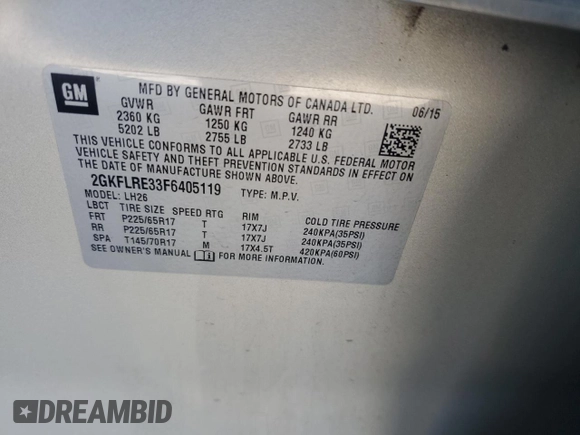 GM
MFD BY GENERAL MOTORS OF CANADA LTD. 06/15
GVWR GAWR FRT GAWR RR
2360 KG 1250 KG 1240 KG
5202 LB 2755 LB 2733 LB
THIS VEHICLE CONFORMS TO ALL APPLICABLE U.S. FEDERAL MOTOR
VEHICLE SAFETY AND THEFT PREVENTION STANDARDS IN EFFECT ON
THE DATE OF MANUFACTURE SHOWN ABOVE.
2GKFLRE33F6405119 TYPE: M.P.V.
MODEL: LH26
LBCT TIRE SIZE SPEED RTG RIM COLD TIRE PRESSURE
FRT P225/65R17 T 17X7J 240KPA(35PSI)
RR P225/65R17 T 17X7J 240KPA(35PSI)
SPA T145/70R17 M 17X4.5T 420KPA(60PSI)
SEE OWNER'S MANUAL FOR MORE INFORMATION.
DREAMBID